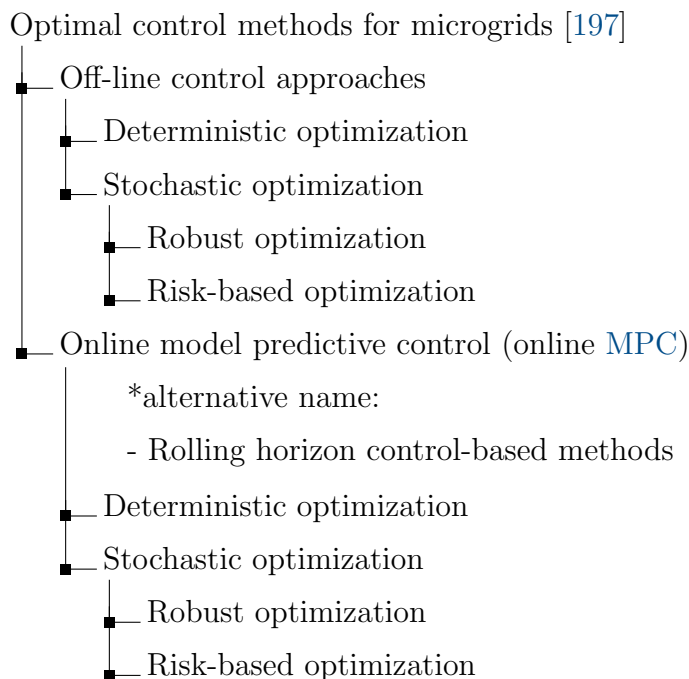 Optimal control methods for microgrids [197]
Off-line control approaches
Deterministic optimization
Stochastic optimization
Robust optimization
Risk-based optimization
Online model predictive control (online MPC)
*alternative name:
- Rolling horizon control-based methods
Deterministic optimization
Stochastic optimization
Robust optimization
Risk-based optimization